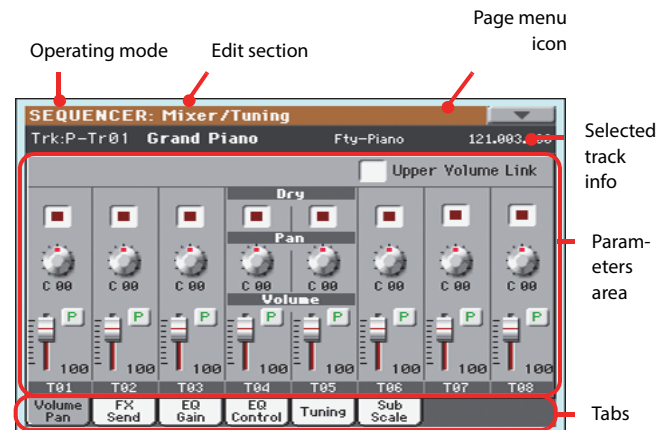 Page menu
icon
Operating mode
Edit section
SEQUENCER: Mixer/Tuning
Trk:P-Tr01 Grand Piano Fty-Piano
Selected
track
info
Upper Volume Link
Dry
Pan
C 00 C 00 C 00 C 00 C 00 C 00 C 00 C 00
Param-
eters
area
Volume
P P P P P P P P
100 100 100 100 100 100 100 100
T01 T02 T03 T04 T05 T06 T07 T08
Volume Pan
FX Send
EQ Gain
EQ Control
Tuning
Sub Scale
Tabs